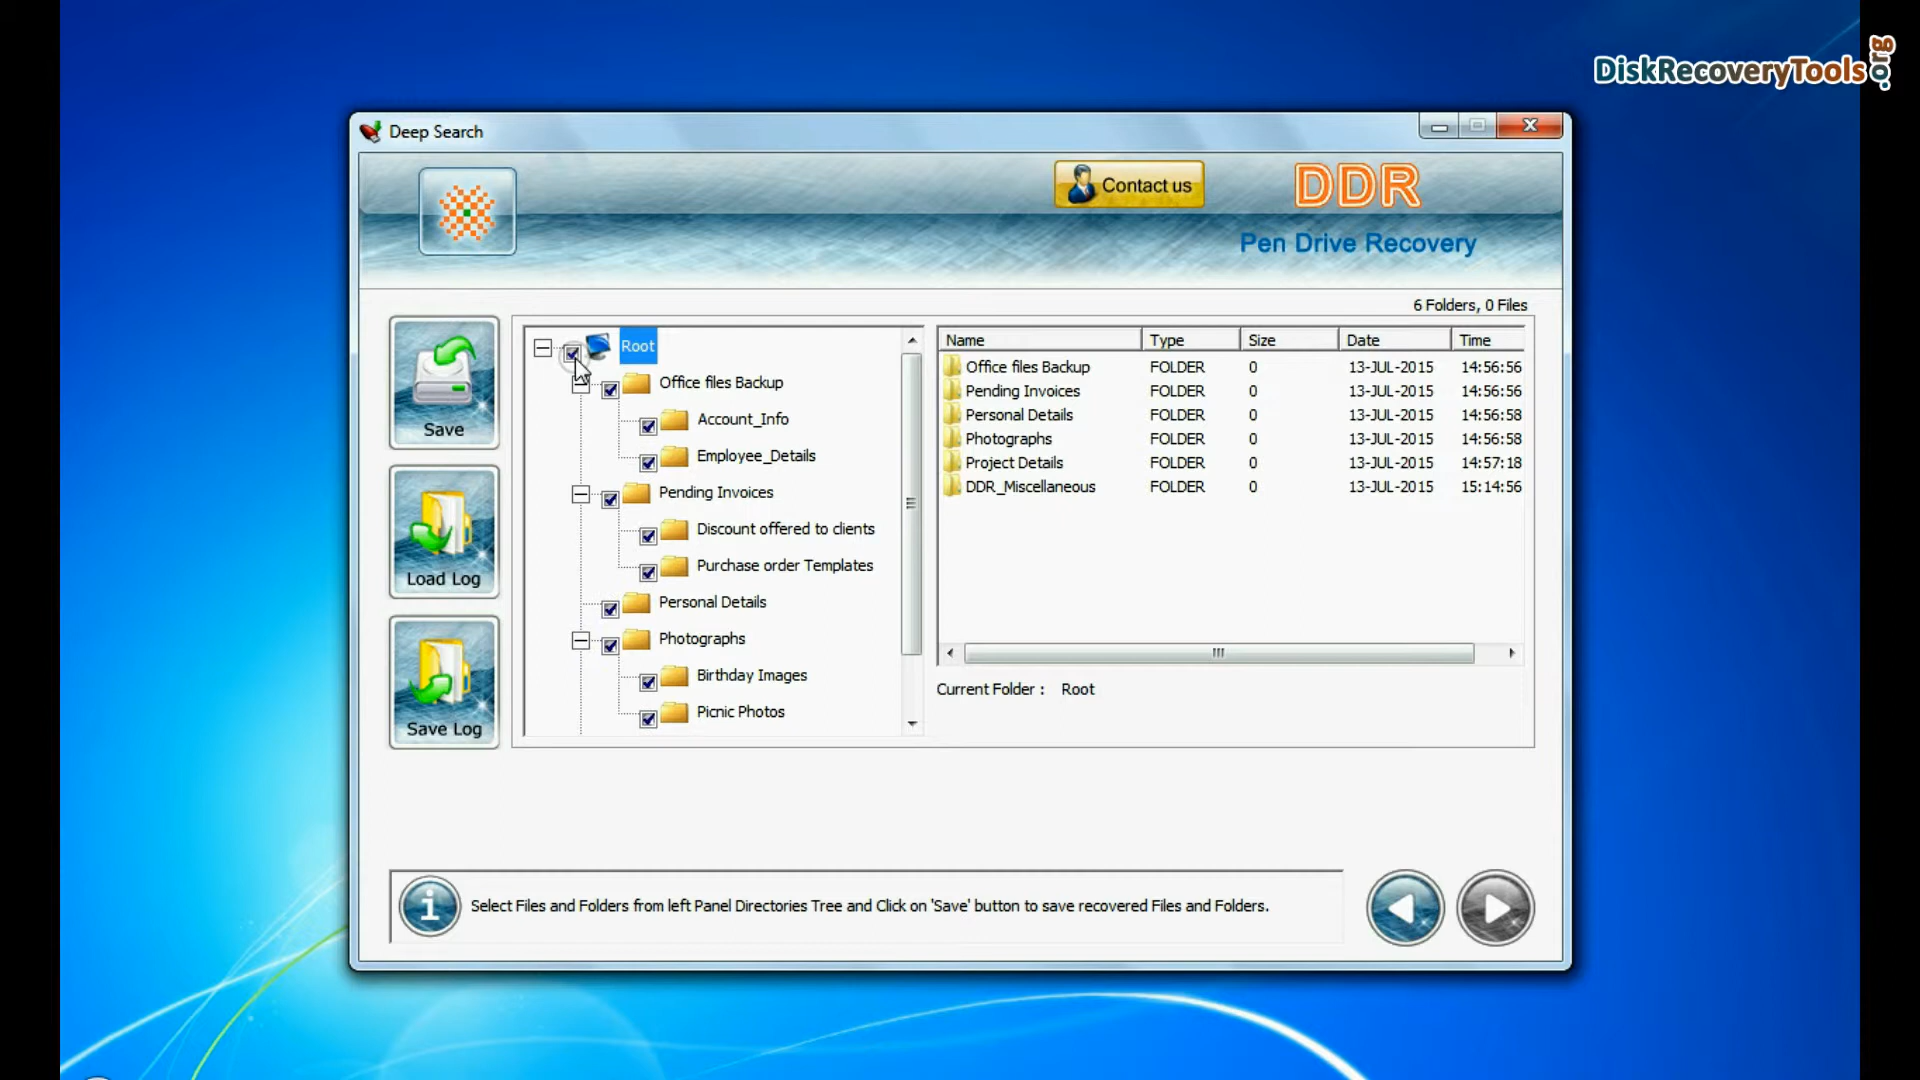 DiskRecoveryTools.org
Deep Search
Contact us
DDR
Pen Drive Recovery
6 Folders, 0 Files
Save
Load Log
Save Log
Root
Office files Backup
Account_Info
Employee_Details
Pending Invoices
Discount offered to clients
Purchase order Templates
Personal Details
Photographs
Birthday Images
Picnic Photos
Name Type Size Date Time
Office files Backup FOLDER 0 13-JUL-2015 14:56:56
Pending Invoices FOLDER 0 13-JUL-2015 14:56:56
Personal Details FOLDER 0 13-JUL-2015 14:56:58
Photographs FOLDER 0 13-JUL-2015 14:56:58
Project Details FOLDER 0 13-JUL-2015 14:57:18
DDR_Miscellaneous FOLDER 0 13-JUL-2015 15:14:56
Current Folder : Root
Select Files and Folders from left Panel Directories Tree and Click on 'Save' button to save recovered Files and Folders.